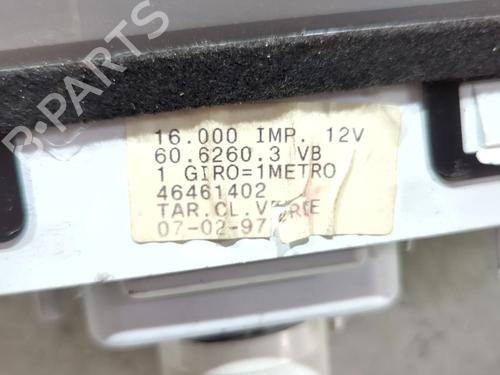 B-PARTS
16.000 IMP. 12V
60.6260.3 VB
1 GIRO=1METRO
46461402
TAR.CL.
07-02-97